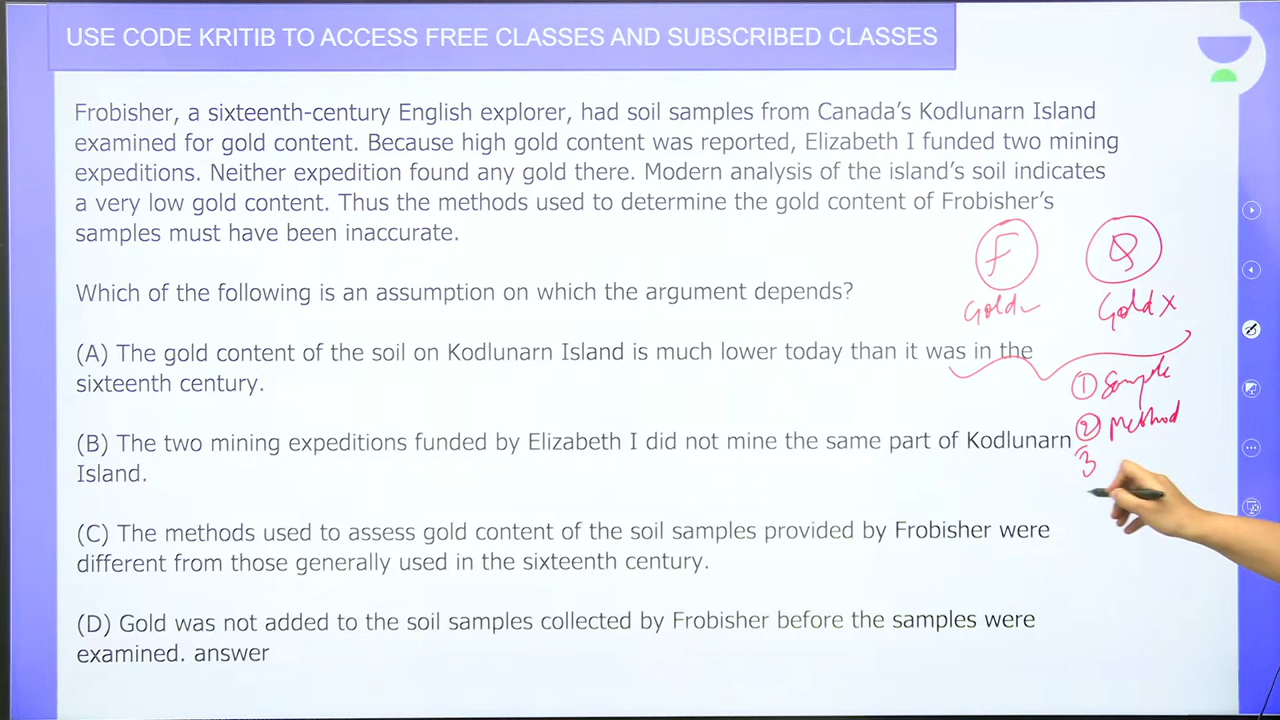 USE CODE KRITIB TO ACCESS FREE CLASSES AND SUBSCRIBED CLASSES
Frobisher, a sixteenth-century English explorer, had soil samples from Canada's Kodlunarn Island
examined for gold content. Because high gold content was reported, Elizabeth I funded two mining
expeditions. Neither expedition found any gold there. Modern analysis of the island's soil indicates
a very low gold content. Thus the methods used to determine the gold content of Frobisher's
samples must have been inaccurate.
F
Gold
Gold X
Which of the following is an assumption on which the argument depends?
(A) The gold content of the soil on Kodlunarn Island is much lower today than it was in the
sixteenth century.
1 Sample
2 Method
3
(B) The two mining expeditions funded by Elizabeth I did not mine the same part of Kodlunarn
Island.
(C) The methods used to assess gold content of the soil samples provided by Frobisher were
different from those generally used in the sixteenth century.
(D) Gold was not added to the soil samples collected by Frobisher before the samples were
examined. answer